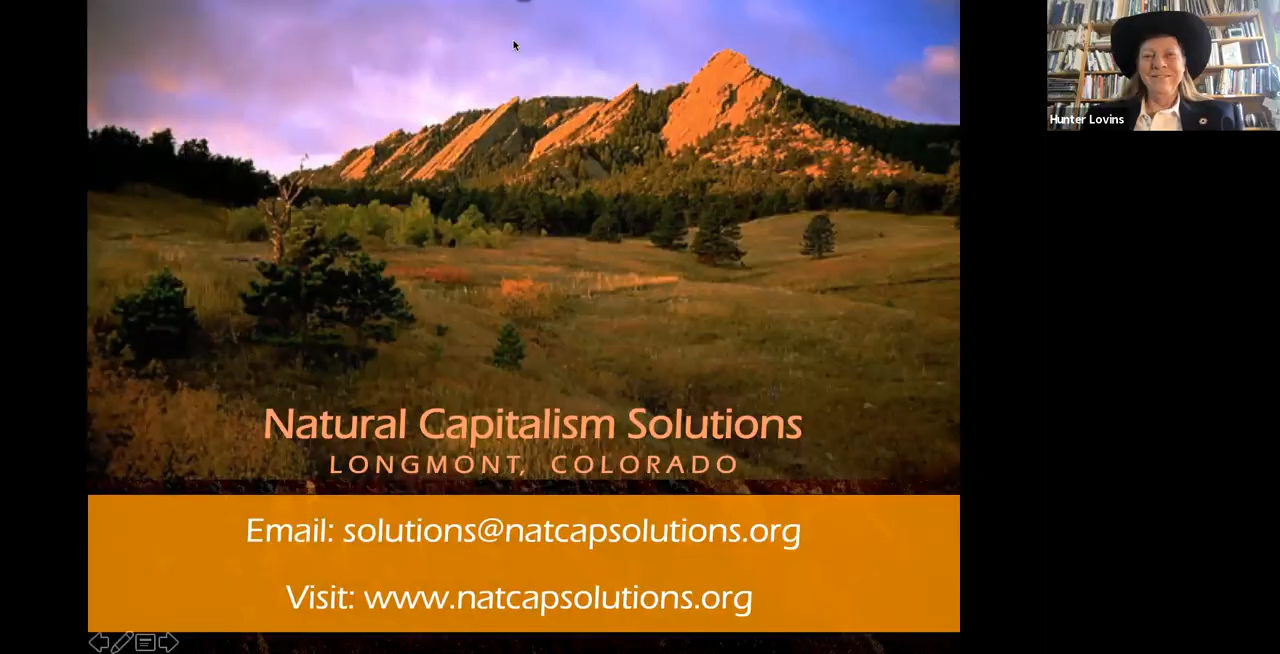 Hunter Lovins
Natural Capitalism Solutions
LONGMONT, COLORADO
Email: solutions@natcapsolutions.org
Visit: www.natcapsolutions.org